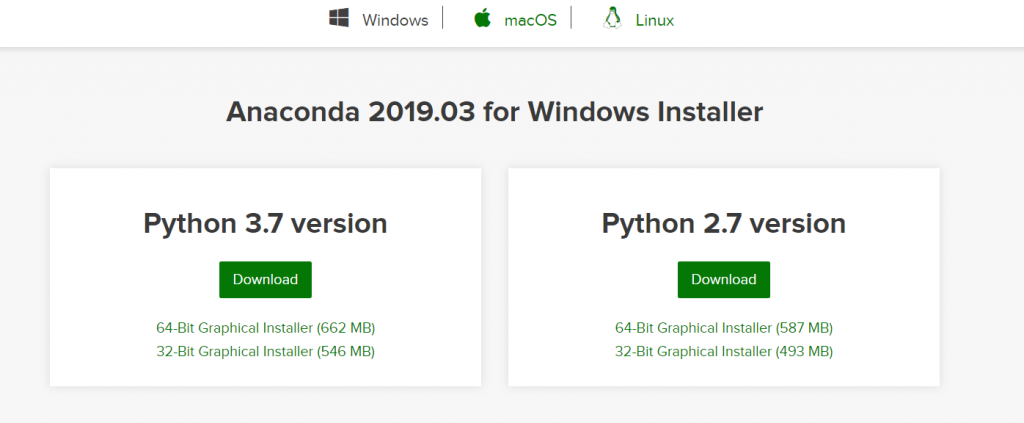 Windows macOS Linux
Anaconda 2019.03 for Windows Installer
Python 3.7 version
Download
64-Bit Graphical Installer (662 MB)
32-Bit Graphical Installer (546 MB)
Python 2.7 version
Download
64-Bit Graphical Installer (587 MB)
32-Bit Graphical Installer (493 MB)